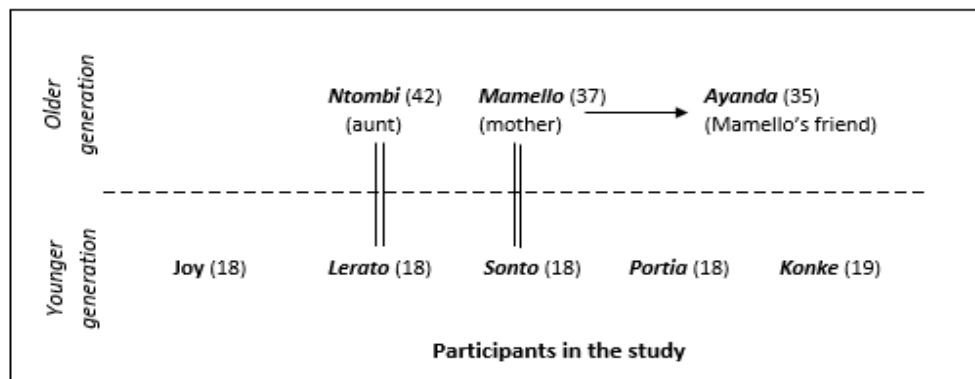 Older
generation
Ntombi (42)
(aunt)
Mamello (37)
(mother)
Ayanda (35)
(Mamello's friend)
Younger
generation
Joy (18)
Lerato (18)
Sonto (18)
Portia (18)
Konke (19)
Participants in the study